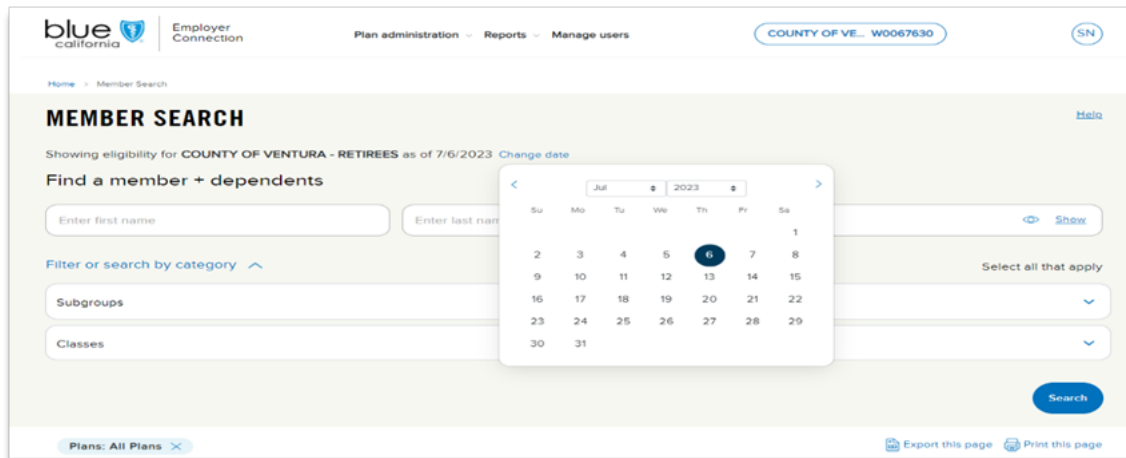 blue
california
Employer
Connection
Plan administration
Reports
Manage users
COUNTY OF VE... W0067630
SN
Home > Member Search
MEMBER SEARCH
Help
Showing eligibility for COUNTY OF VENTURA - RETIREES as of 7/6/2023 Change date
Find a member + dependents
Enter first name
Enter last nam
Show
Jul 2023
Su Mo Tu We Th Fr Sa
1
2 3 4 5 6 7 8
9 10 11 12 13 14 15
16 17 18 19 20 21 22
23 24 25 26 27 28 29
30 31
Filter or search by category
Select all that apply
Subgroups
Classes
Search
Plans: All Plans
Export this page
Print this page